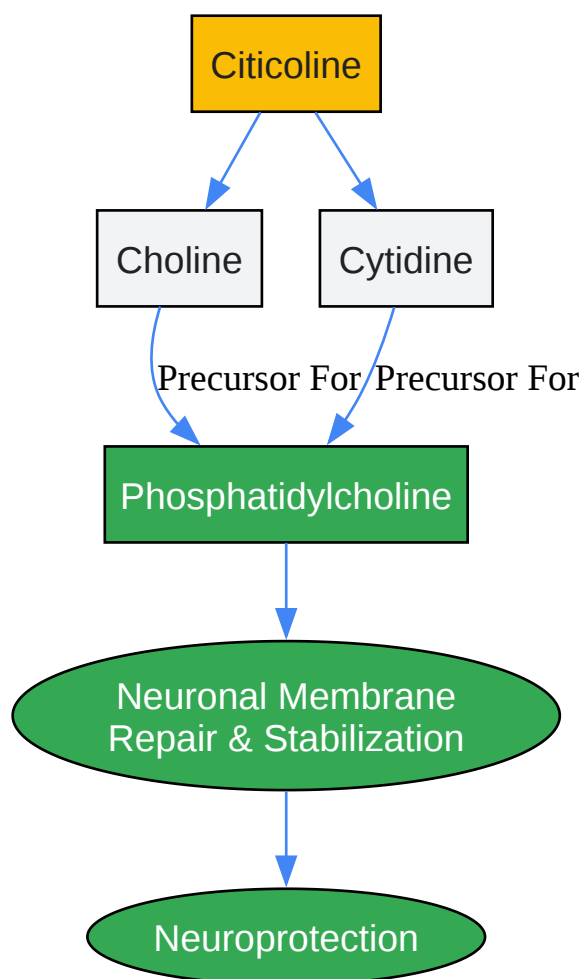 Citicoline
Choline
Cytidine
Precursor For
Precursor For
Phosphatidylcholine
Neuronal Membrane
Repair & Stabilization
Neuroprotection